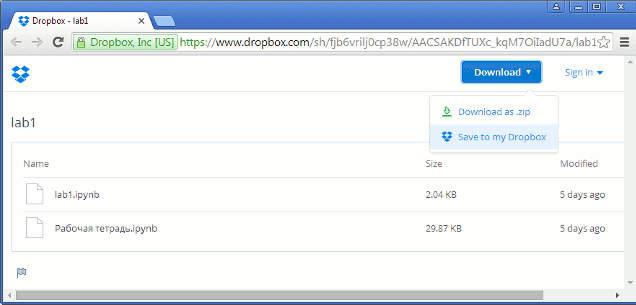 Dropbox - lab1
Dropbox, Inc [US] https://www.dropbox.com/sh/fjb6vrilj0cp38w/AACSAKDfTUXc_kqM7OiIadU7a/lab1
Download Sign in
Download as .zip
Save to my Dropbox
lab1
Name Size Modified
lab1.ipynb 2.04 KB 5 days ago
Рабочая тетрадь.ipynb 29.87 KB 5 days ago